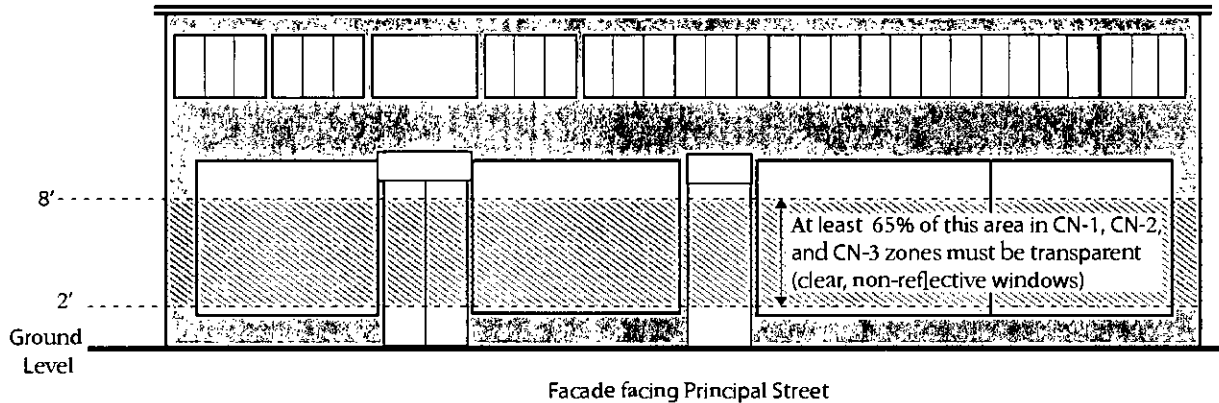 8'
At least 65% of this area in CN-1, CN-2,
and CN-3 zones must be transparent
(clear, non-reflective windows)
2'
Ground
Level
Facade facing Principal Street